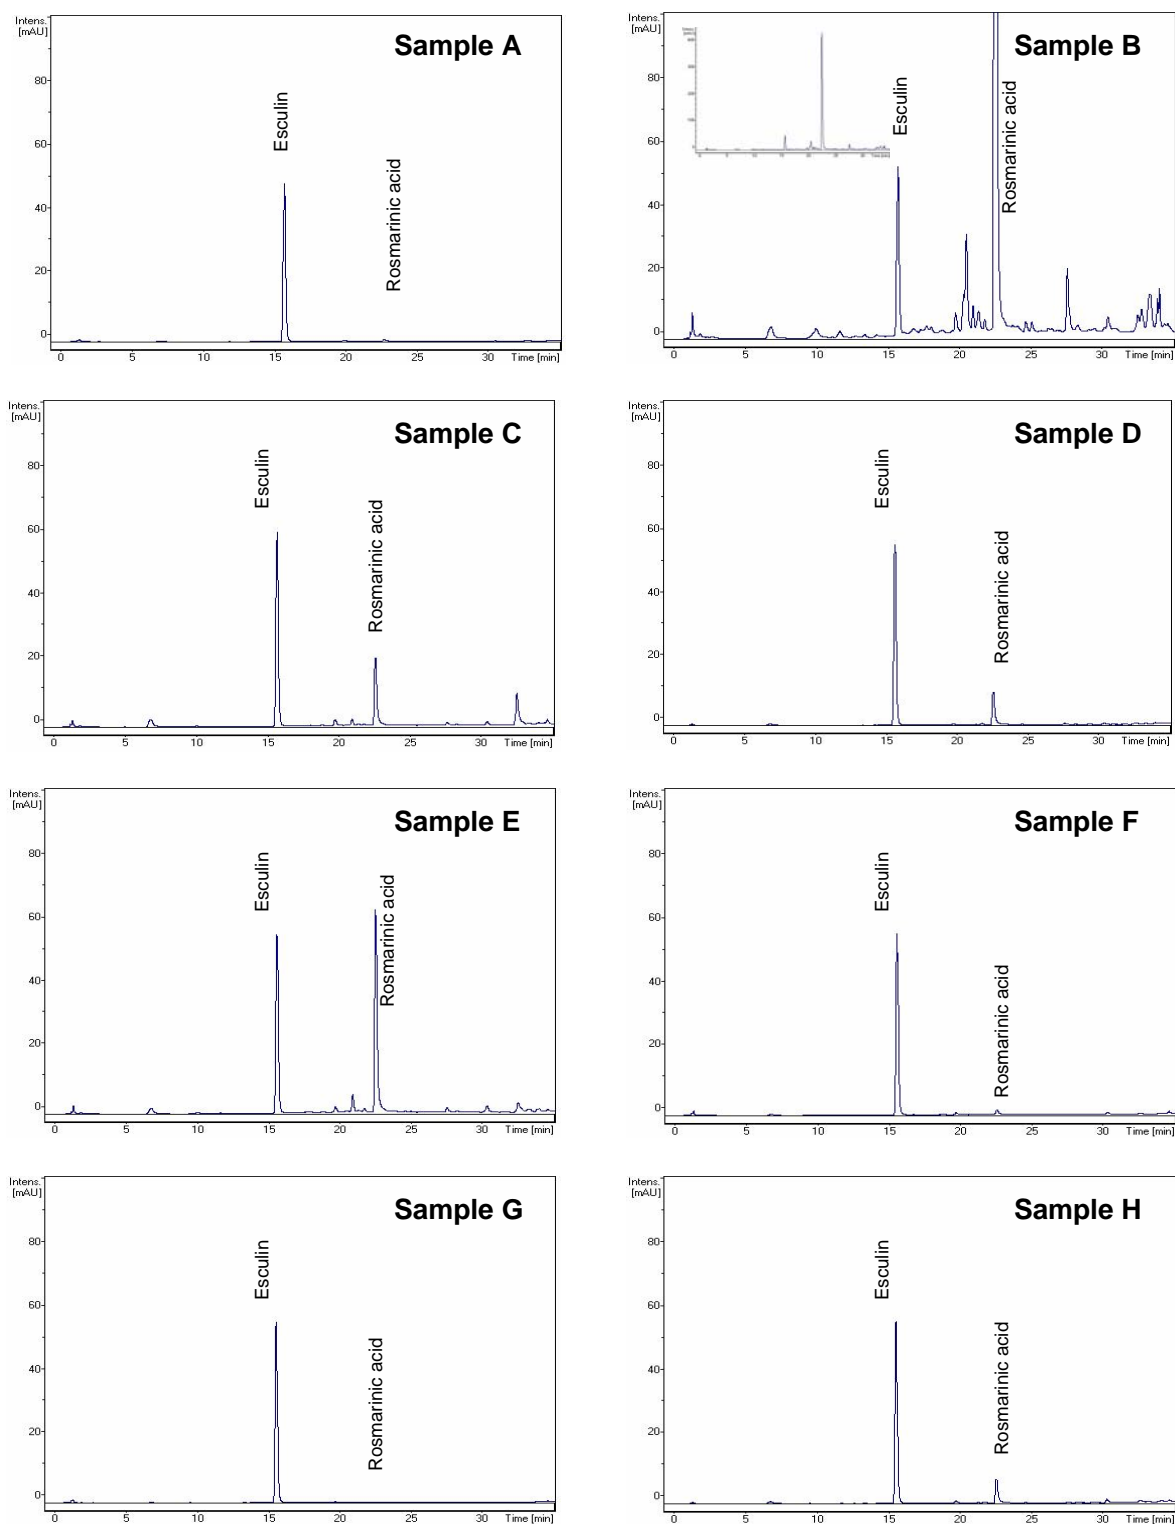 Intens.
[mAU]
Sample A
Esculin
Rosmarinic acid
80
60
40
20
0
0 5 10 15 20 25 30 Time [min]
Intens.
[mAU]
Sample B
Esculin
Rosmarinic acid
80
60
40
20
0
0 5 10 15 20 25 30 Time [min]
Intens.
[mAU]
Sample C
Esculin
Rosmarinic acid
80
60
40
20
0
0 5 10 15 20 25 30 Time [min]
Intens.
[mAU]
Sample D
Esculin
Rosmarinic acid
80
60
40
20
0
0 5 10 15 20 25 30 Time [min]
Intens.
[mAU]
Sample E
Esculin
Rosmarinic acid
80
60
40
20
0
0 5 10 15 20 25 30 Time [min]
Intens.
[mAU]
Sample F
Esculin
Rosmarinic acid
80
60
40
20
0
0 5 10 15 20 25 30 Time [min]
Intens.
[mAU]
Sample G
Esculin
Rosmarinic acid
80
60
40
20
0
0 5 10 15 20 25 30 Time [min]
Intens.
[mAU]
Sample H
Esculin
Rosmarinic acid
80
60
40
20
0
0 5 10 15 20 25 30 Time [min]